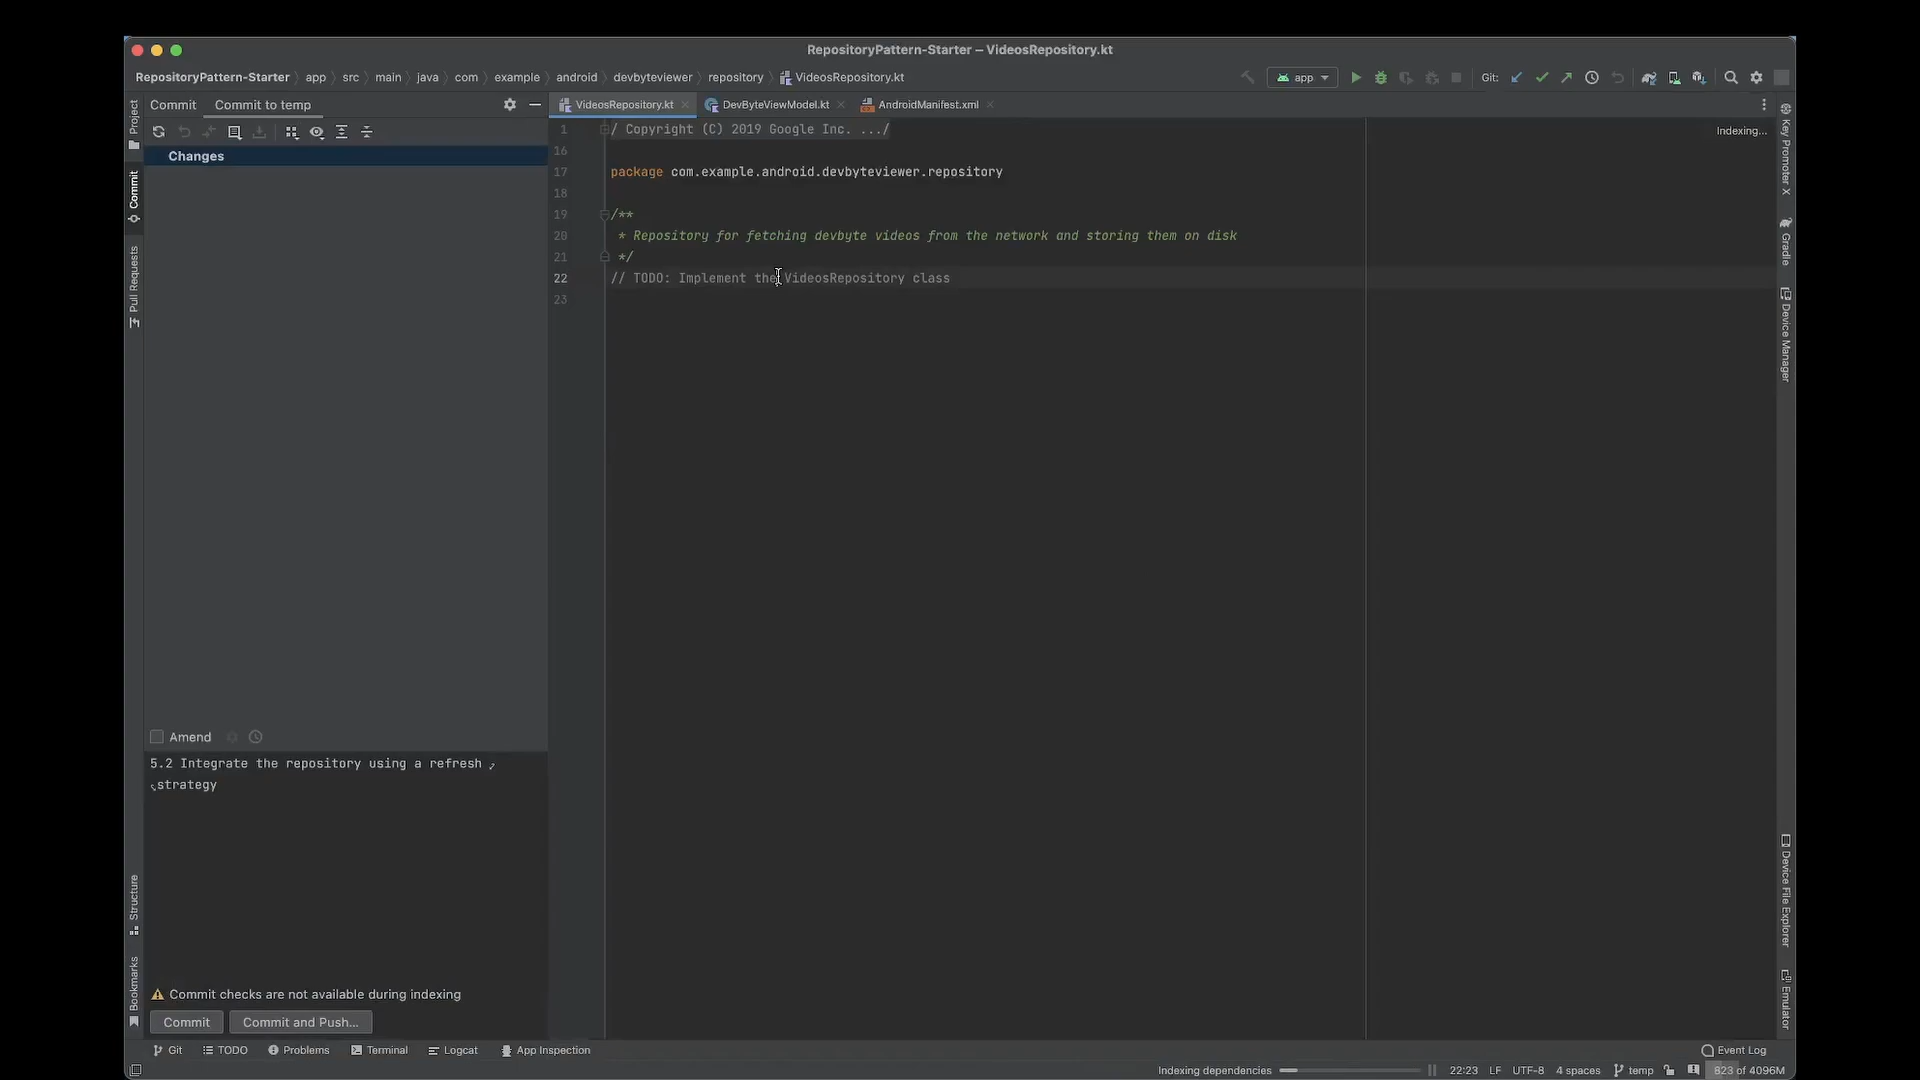 RepositoryPattern-Starter – VideosRepository.kt
RepositoryPattern-Starter app src main java com example android devbyteviewer repository VideosRepository.kt
app
Git:
Commit Commit to temp
VideosRepository.kt DevByteViewModel.kt AndroidManifest.xml
Changes
Project
Commit
Pull Requests
Structure
Bookmarks
1 / Copyright (C) 2019 Google Inc. .../
16
17 package com.example.android.devbyteviewer.repository
18
19 /**
20 * Repository for fetching devbyte videos from the network and storing them on disk
21 */
22 // TODO: Implement the VideosRepository class
23
Indexing...
Key Promoter X
Gradle
Device Manager
Device File Explorer
Emulator
Amend
5.2 Integrate the repository using a refresh
strategy
Commit checks are not available during indexing
Commit Commit and Push...
Git TODO Problems Terminal Logcat App Inspection Event Log
Indexing dependencies 22:23 LF UTF-8 4 spaces temp 823 of 4096M